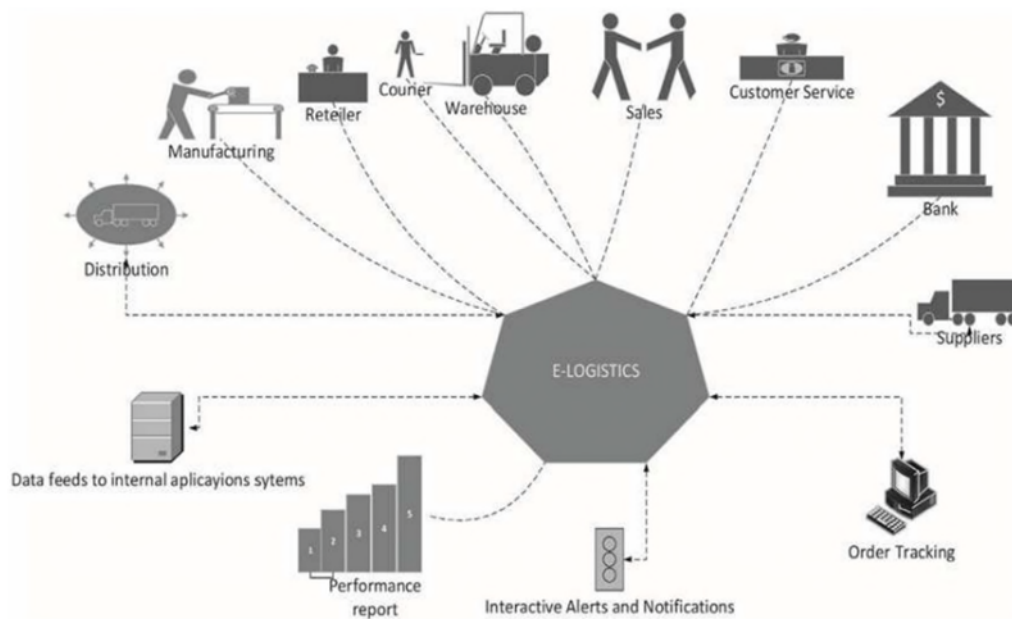 Courier
Warehouse
Sales
Customer Service
Reteiler
Manufacturing
$
Bank
Distribution
Suppliers
E-LOGISTICS
Data feeds to internal aplicayions sytems
1
2
3
4
5
Performance
report
Interactive Alerts and Notifications
Order Tracking